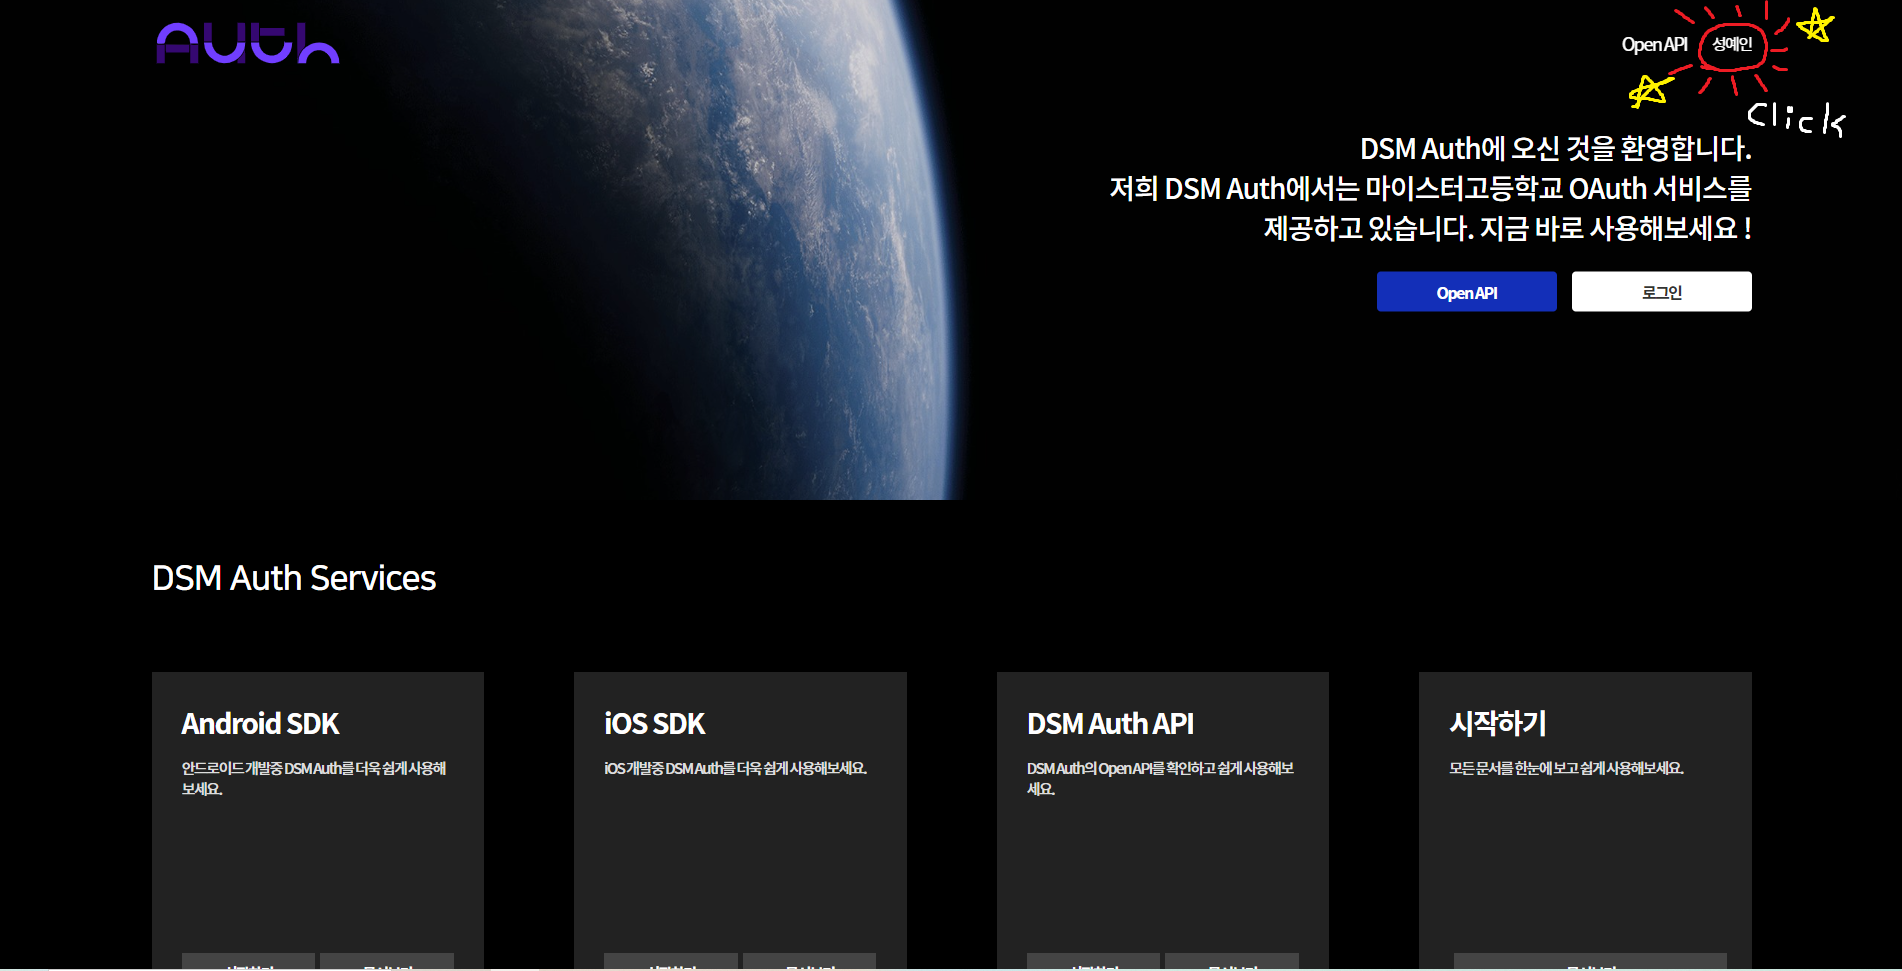 Auth
Open API 성예인
Click
DSM Auth에 오신 것을 환영합니다.
저희 DSM Auth에서는 마이스터고등학교 OAuth 서비스를
제공하고 있습니다. 지금 바로 사용해보세요 !
Open API 로그인
DSM Auth Services
Android SDK
안드로이드 개발중 DSM Auth를 더욱 쉽게 사용해
보세요.
iOS SDK
iOS 개발중 DSM Auth를 더욱 쉽게 사용해보세요.
DSM Auth API
DSM Auth의 Open API를 확인하고 쉽게 사용해보
세요.
시작하기
모든 문서를 한눈에 보고 쉽게 사용해보세요.